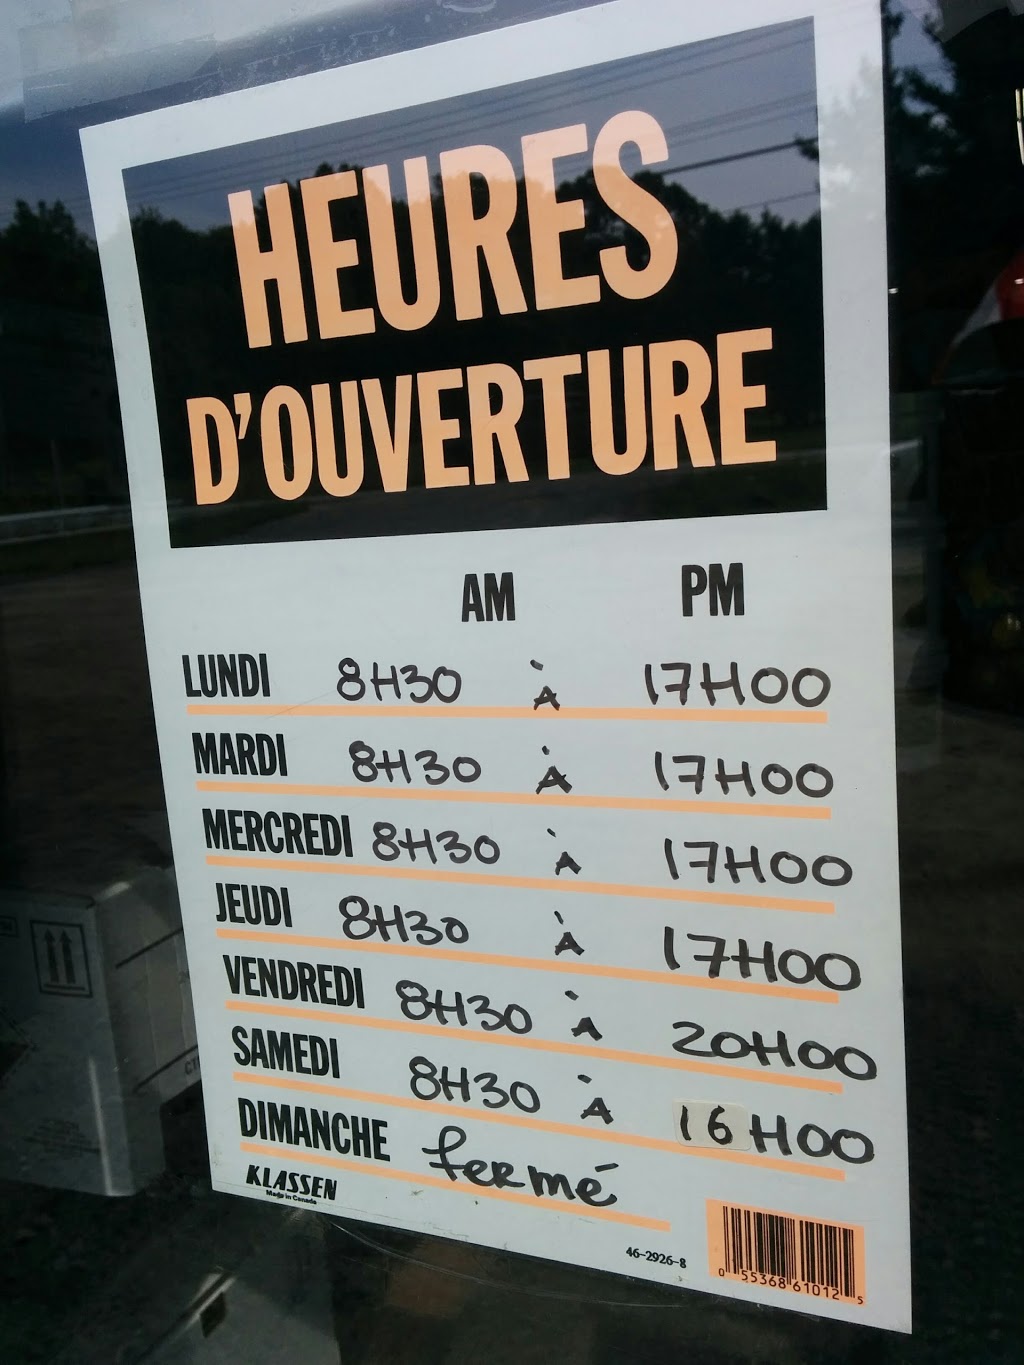 HEURES
D'OUVERTURE
AM PM
LUNDI 8H30 À 17H00
MARDI 8H30 À 17H00
MERCREDI 8H30 À 17H00
JEUDI 8H30 À 17H00
VENDREDI 8H30 À 20H00
SAMEDI 8H30 À 16H00
DIMANCHE fermé
KLASSEN
Made in Canada
46-2926-8
0 55368 61012 5